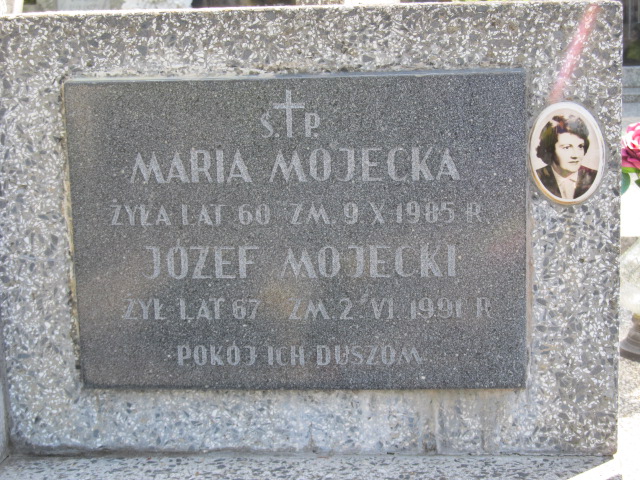 Ś.†P.
MARIA MOJECKA
ŻYŁA LAT 60 ZM. 9 X 1985 R.
JÓZEF MOJECKI
ŻYŁ LAT 67 ZM. 2 VI 1991 R
POKÓJ ICH DUSZOM